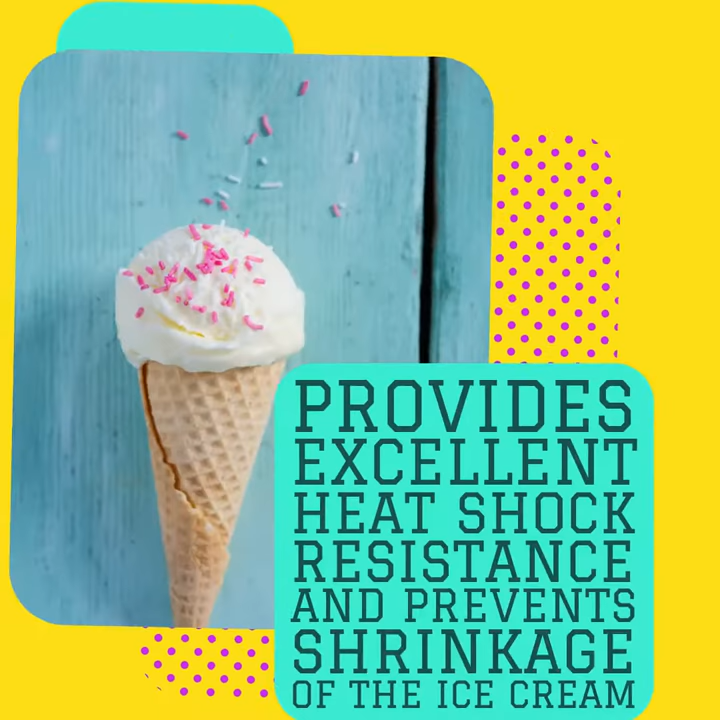 PROVIDES
EXCELLENT
HEAT SHOCK
RESISTANCE
AND PREVENTS
SHRINKAGE
OF THE ICE CREAM